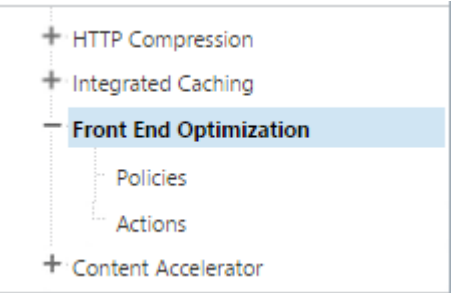 HTTP Compression
Integrated Caching
Front End Optimization
Policies
Actions
Content Accelerator